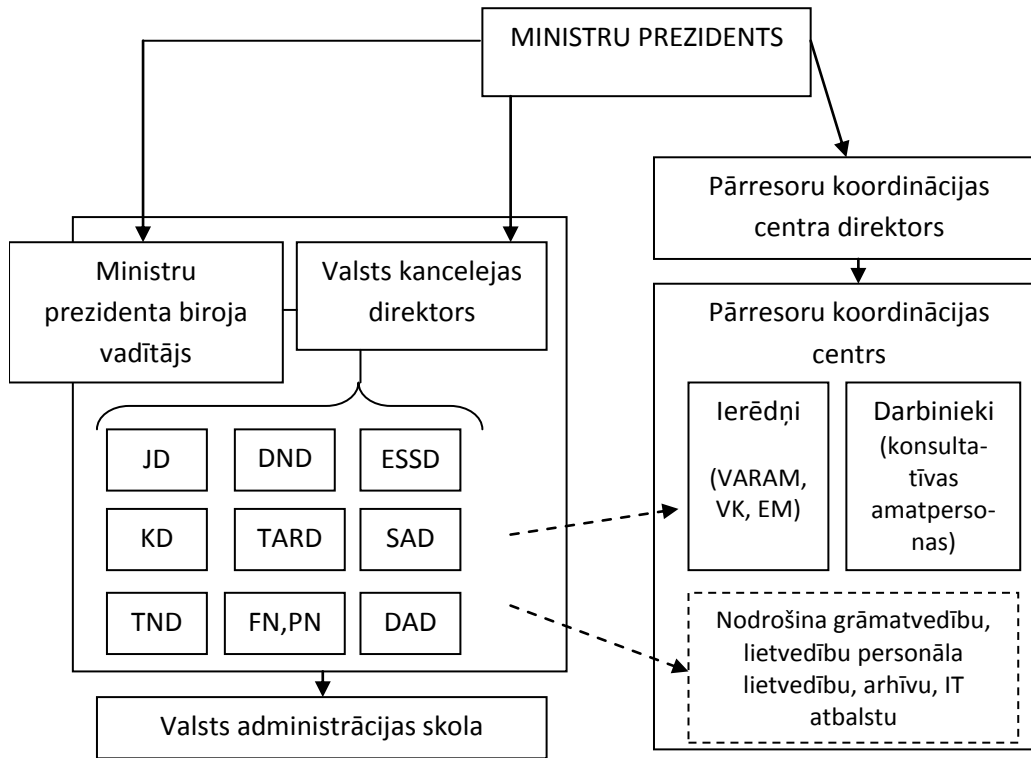 MINISTRU PREZIDENTS
Ministru
prezidenta biroja
vadītājs
Valsts kancelejas
direktors
JD
DND
ESSD
KD
TARD
SAD
TND
FN,PN
DAD
Valsts administrācijas skola
Pārresoru koordinācijas
centra direktors
Pārresoru koordinācijas
centrs
Ierēdņi
(VARAM,
VK, EM)
Darbinieki
(konsulta-
tīvas
amatperso-
nas)
Nodrošina grāmatvedību,
lietvedību personāla
lietvedību, arhīvu, IT
atbalstu